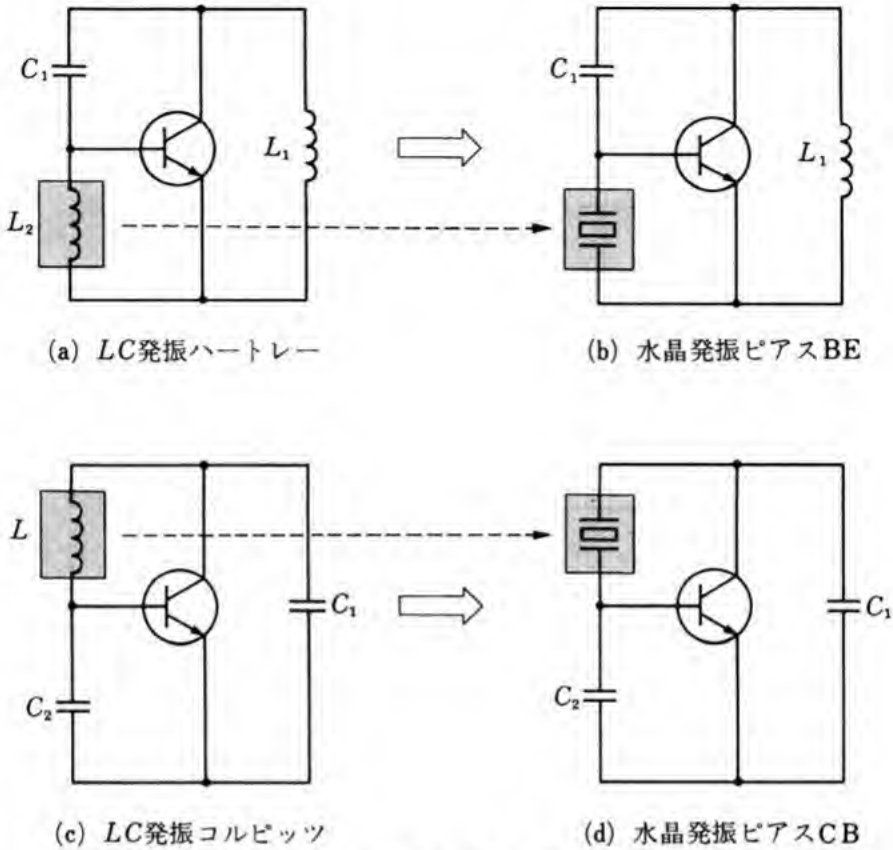 C₁
L₁
L₂
(a) LC発振ハートレー
C₁
L₁
(b) 水晶発振ピアスBE
L
C₁
C₂
(c) LC発振コルピッツ
C₁
C₂
(d) 水晶発振ピアスCB